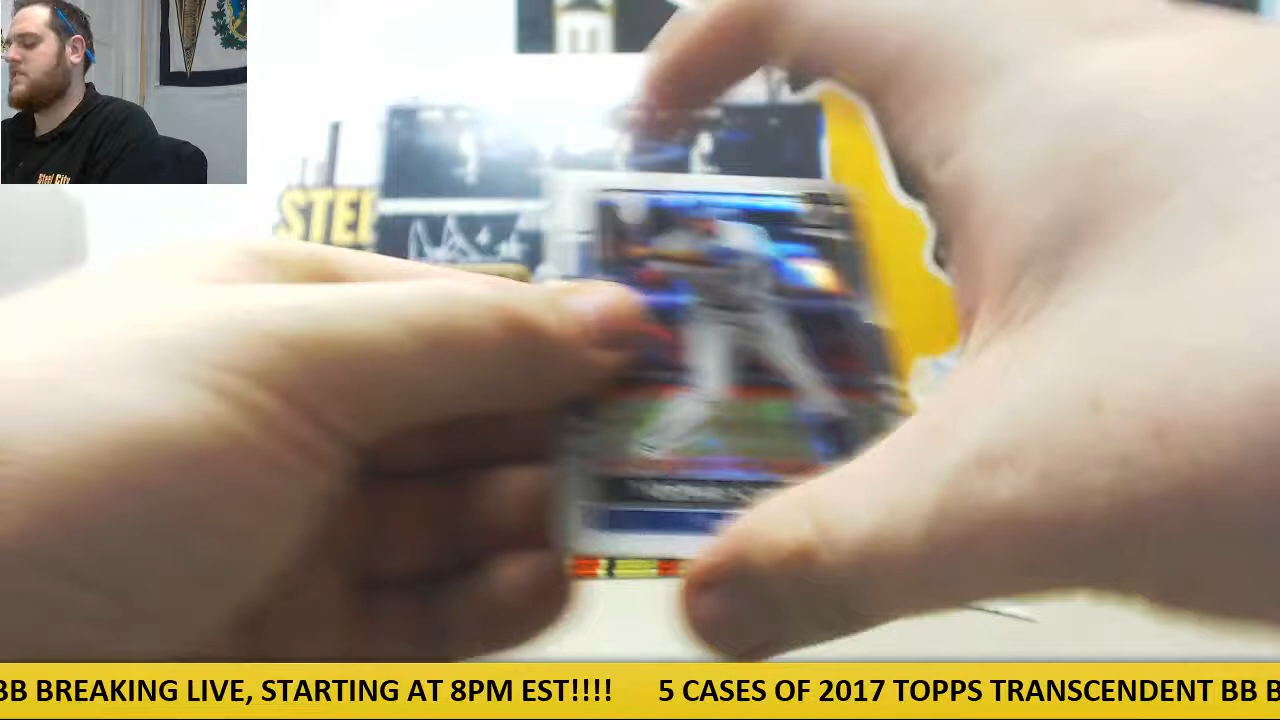 Steel City
STEE
BB BREAKING LIVE, STARTING AT 8PM EST!!!! 5 CASES OF 2017 TOPPS TRANSCENDENT BB B